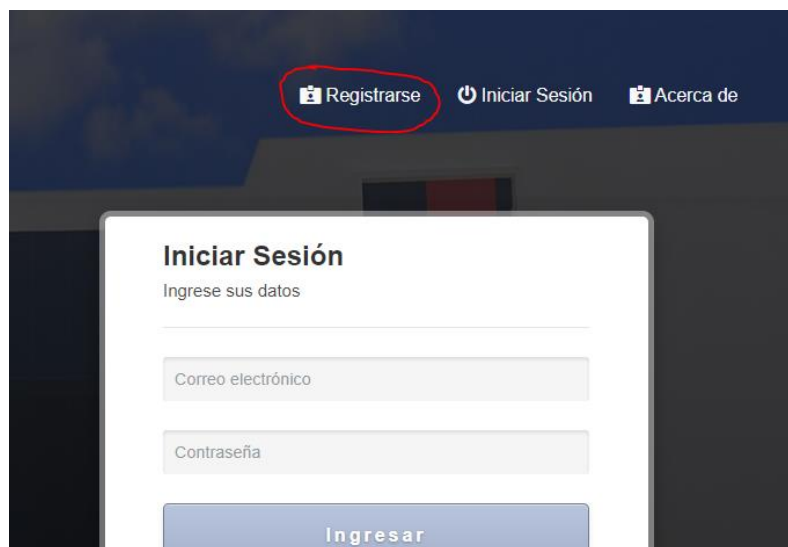 Registrarse Iniciar Sesión Acerca de
Iniciar Sesión
Ingrese sus datos
Correo electrónico
Contraseña
Ingresar